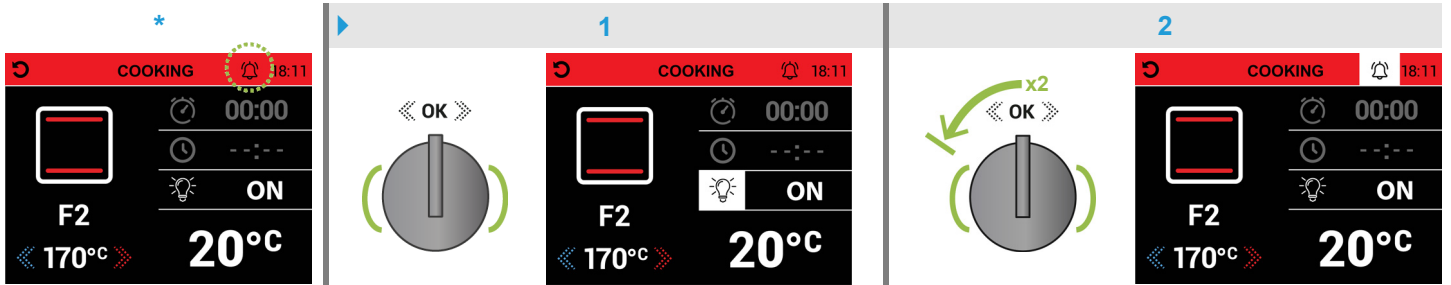 *
COOKING 18:11
00:00
--:--
ON
F2
170°C
20°C
1
OK
COOKING 18:11
00:00
--:--
ON
F2
170°C
20°C
2
x2
OK
COOKING 18:11
00:00
--:--
ON
F2
170°C
20°C